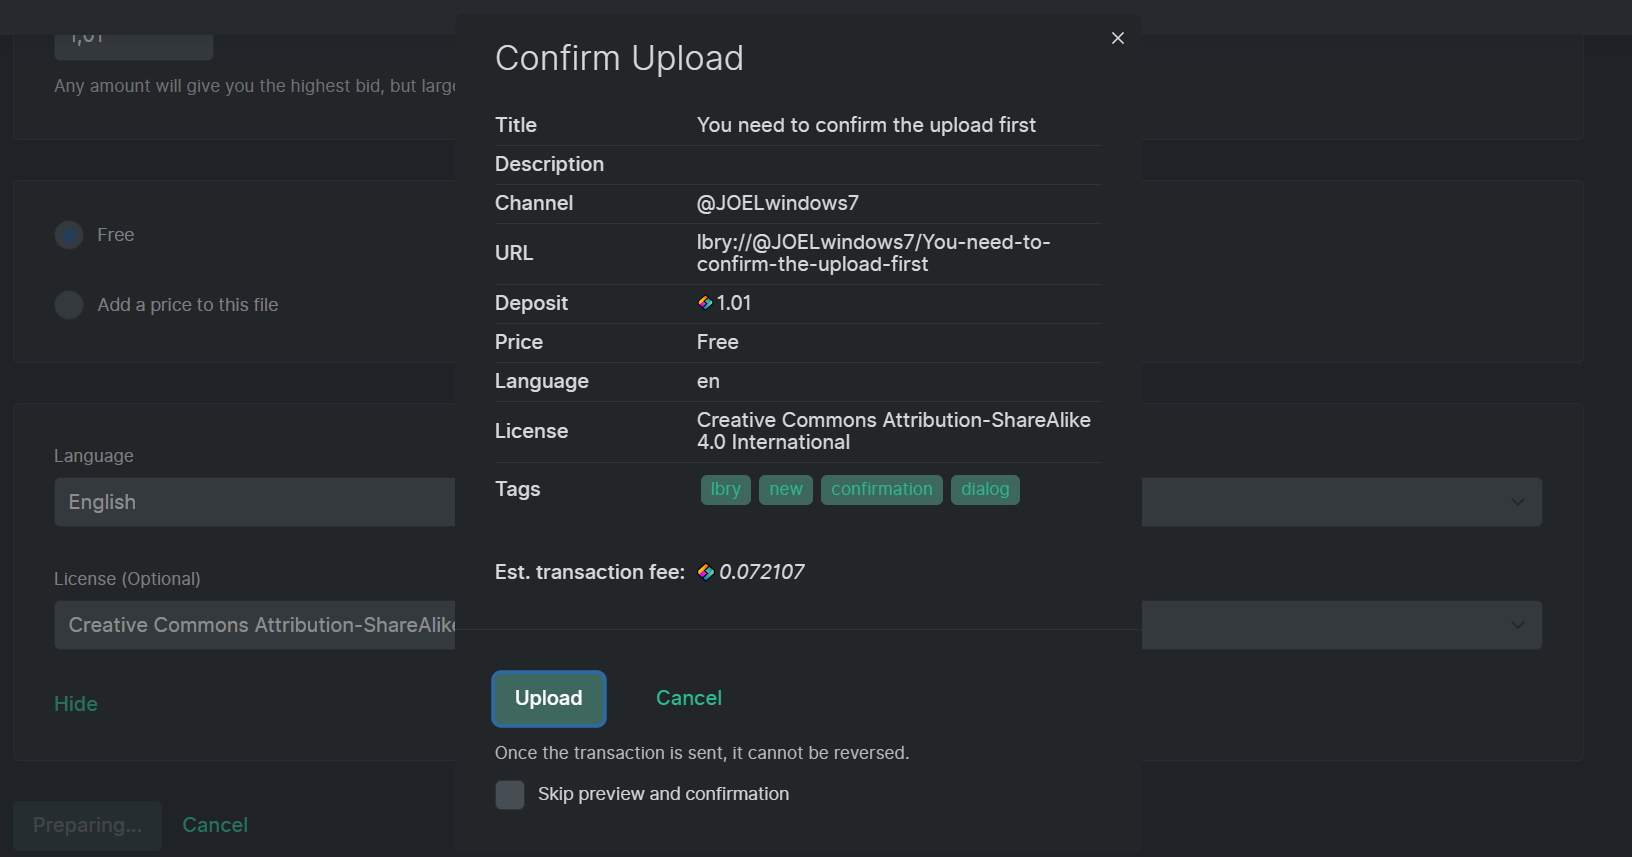 1,01
Any amount will give you the highest bid, but large
Free
Add a price to this file
Language
English
License (Optional)
Creative Commons Attribution-ShareAlike
Hide
Preparing...
Cancel
Confirm Upload
Title
You need to confirm the upload first
Description
Channel
@JOELwindows7
URL
lbry://@JOELwindows7/You-need-to-
confirm-the-upload-first
Deposit
1.01
Price
Free
Language
en
License
Creative Commons Attribution-ShareAlike
4.0 International
Tags
lbry
new
confirmation
dialog
Est. transaction fee:
0.072107
Upload
Cancel
Once the transaction is sent, it cannot be reversed.
Skip preview and confirmation